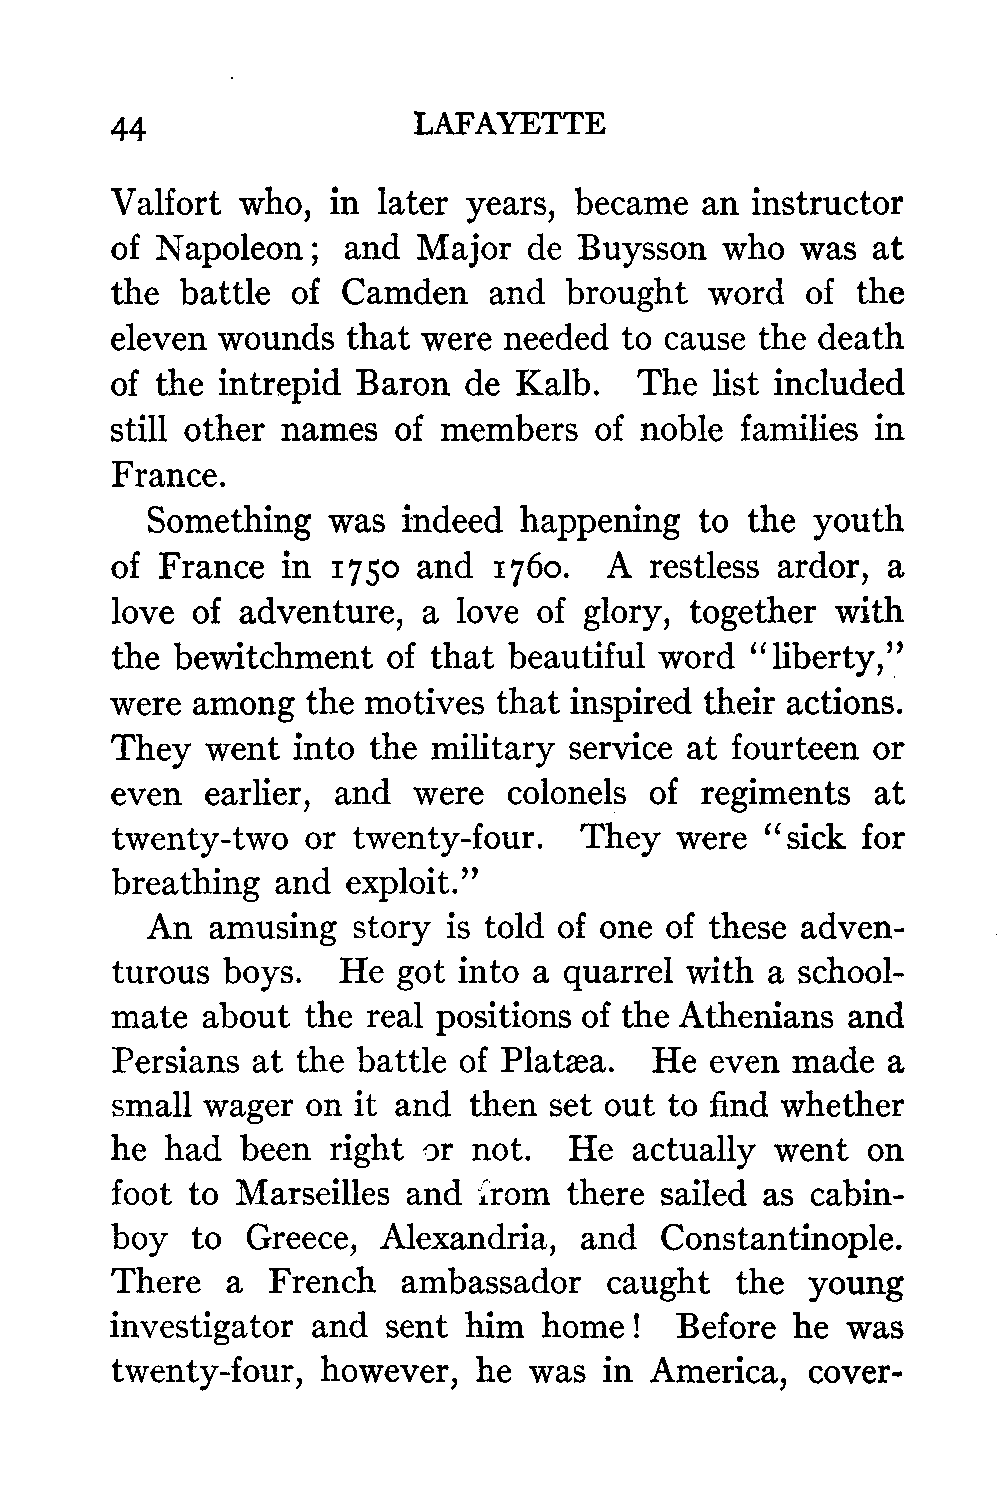 44 LAFAYETTE
Valfort who, in later years, became an instructor
of Napoleon; and Major de Buysson who was at
the battle of Camden and brought word of the
eleven wounds that were needed to cause the death
of the intrepid Baron de Kalb. The list included
still other names of members of noble families in
France.
Something was indeed happening to the youth
of France in 1750 and 1760. A restless ardor, a
love of adventure, a love of glory, together with
the bewitchment of that beautiful word "liberty,"
were among the motives that inspired their actions.
They went into the military service at fourteen or
even earlier, and were colonels of regiments at
twenty-two or twenty-four. They were "sick for
breathing and exploit."
An amusing story is told of one of these adven-
turous boys. He got into a quarrel with a school-
mate about the real positions of the Athenians and
Persians at the battle of Platæa. He even made a
small wager on it and then set out to find whether
he had been right or not. He actually went on
foot to Marseilles and from there sailed as cabin-
boy to Greece, Alexandria, and Constantinople.
There a French ambassador caught the young
investigator and sent him home! Before he was
twenty-four, however, he was in America, cover-